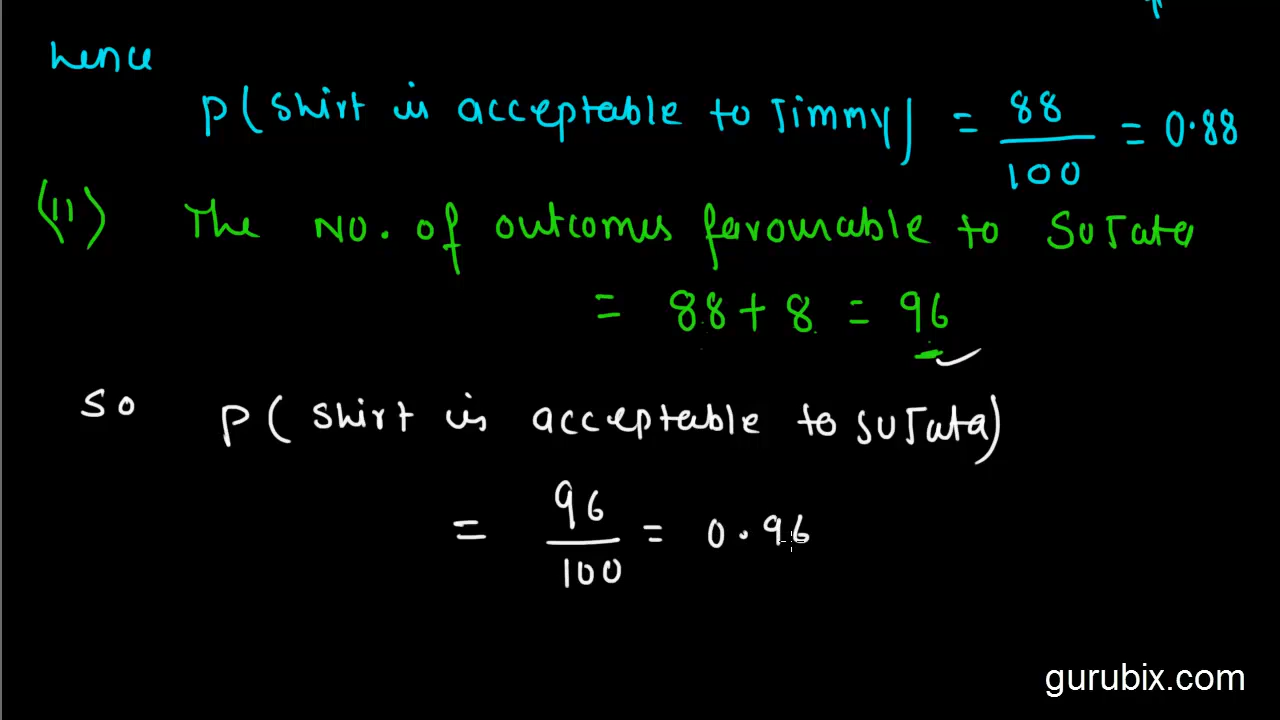 hence
P(Shirt is acceptable to Jimmy) = 88/100 = 0.88
(11) The NO. of outcomes favourable to SuJata
= 88 + 8 = 96
So P( Shirt is acceptable to SuJata)
= 96/100 = 0.96
gurubix.com